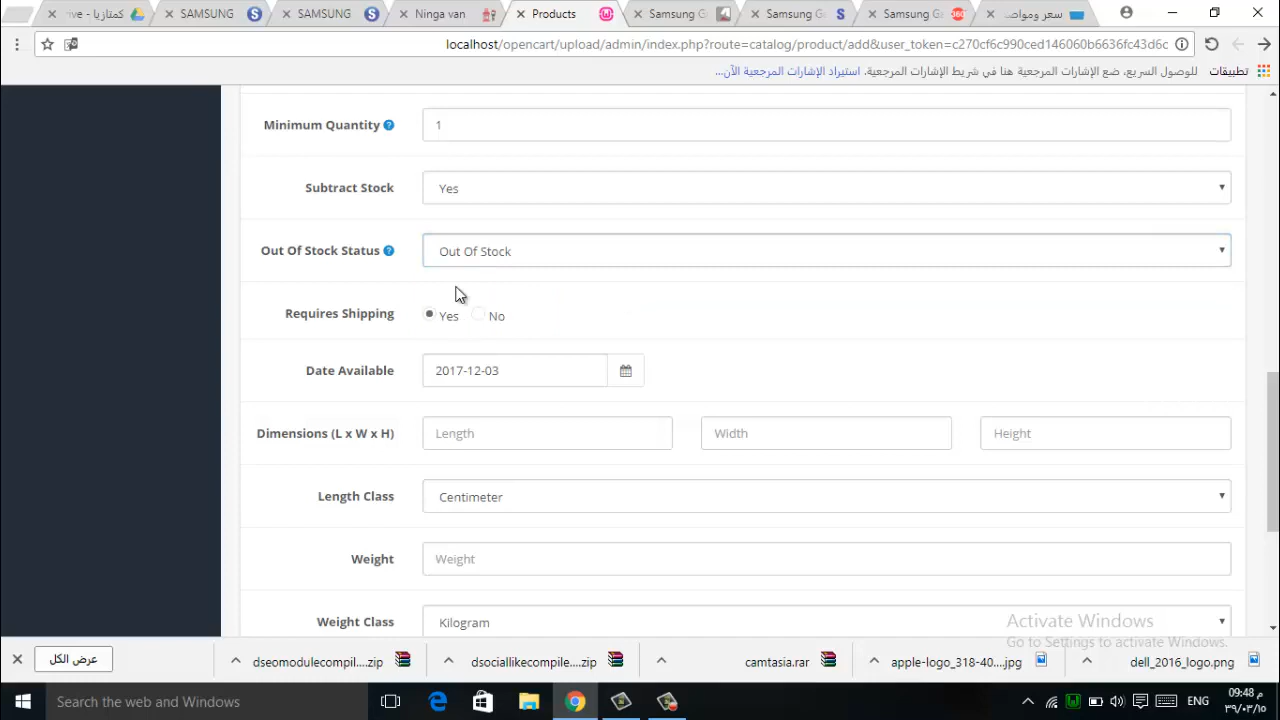 كمتازيا - ive
SAMSUNG
SAMSUNG
Ninga van
Products
Samsung G
Samsung G
Samsung G
360
سعر ومواصـ
localhost/opencart/upload/admin/index.php?route=catalog/product/add&user_token=c270cf6c990ced146060b6636fc43d6c
تطبيقات
للوصول السريع، ضع الإشارات المرجعية هنا في شريط الإشارات المرجعية. استيراد الإشارات المرجعية الآن...
Minimum Quantity
1
Subtract Stock
Yes
Out Of Stock Status
Out Of Stock
Requires Shipping
Yes No
Date Available
2017-12-03
Dimensions (L x W x H)
Length
Width
Height
Length Class
Centimeter
Weight
Weight
Weight Class
Kilogram
Activate Windows
Go to Settings to activate Windows.
عرض الكل
dseomodulecompil....zip
dsociallikecompile....zip
camtasia.rar
apple-logo_318-40....jpg
dell_2016_logo.png
Search the web and Windows
ENG
09:48 م